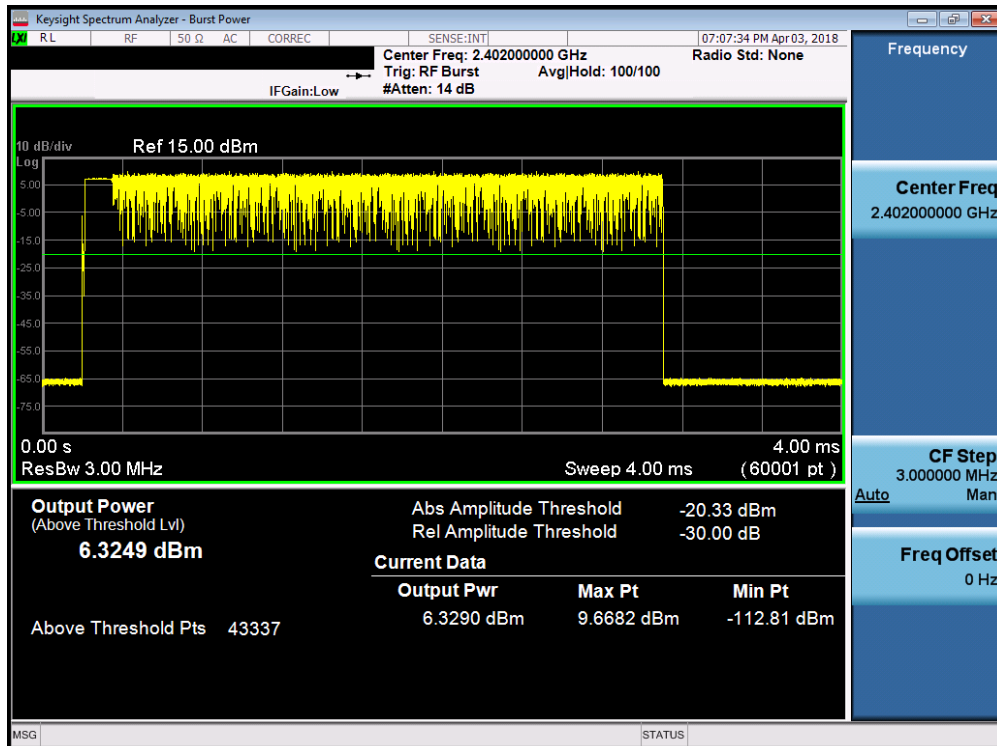 Keysight Spectrum Analyzer - Burst Power
LXI RL RF 50 Ω AC CORREC SENSE:INT 07:07:34 PM Apr 03, 2018
Center Freq: 2.402000000 GHz Radio Std: None
Trig: RF Burst Avg|Hold: 100/100
IFGain:Low #Atten: 14 dB
Frequency
10 dB/div Ref 15.00 dBm
Log
5.00
-5.00
-15.0
-25.0
-35.0
-45.0
-55.0
-65.0
-75.0
0.00 s 4.00 ms
ResBw 3.00 MHz Sweep 4.00 ms (60001 pt )
Center Freq
2.402000000 GHz
CF Step
3.000000 MHz
Auto Man
Freq Offset
0 Hz
Output Power
(Above Threshold Lvl)
6.3249 dBm
Above Threshold Pts 43337
Abs Amplitude Threshold -20.33 dBm
Rel Amplitude Threshold -30.00 dB
Current Data
Output Pwr Max Pt Min Pt
6.3290 dBm 9.6682 dBm -112.81 dBm
MSG STATUS